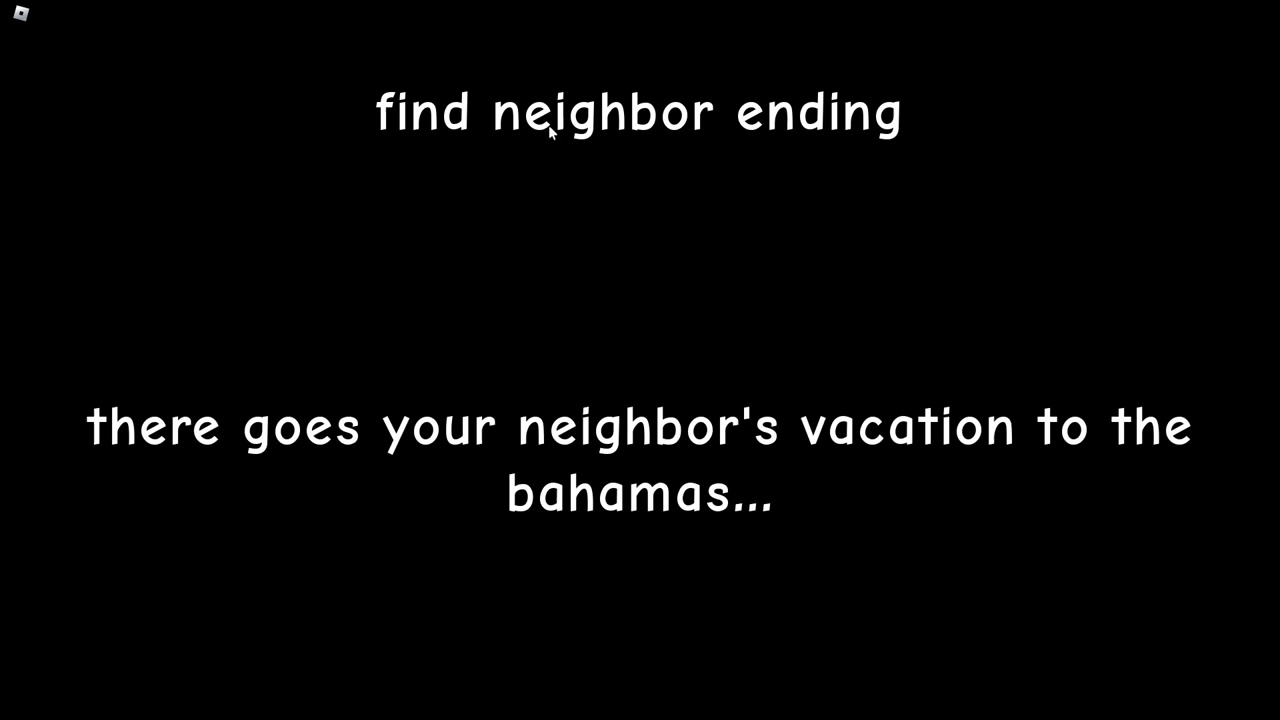 find neighbor ending
there goes your neighbor's vacation to the
bahamas...